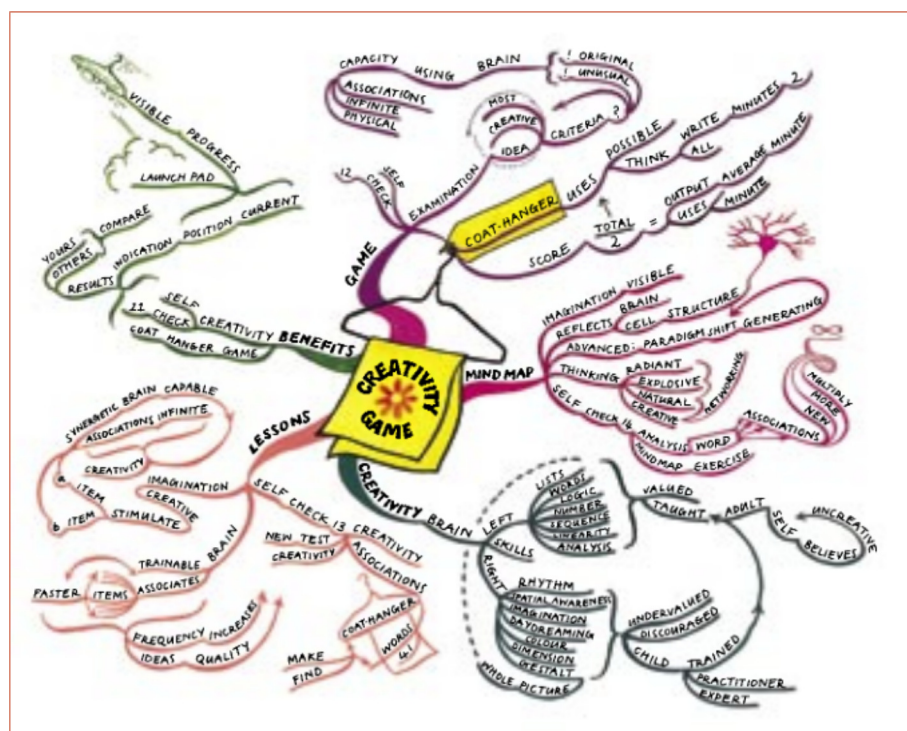 CREATIVITY
GAME
GAME
SELF
CHECK
12
EXAMINATION
MOST
CREATIVE
IDEA
CRITERIA ?
! ORIGINAL
! UNUSUAL
CAPACITY USING BRAIN
ASSOCIATIONS
INFINITE
PHYSICAL
COAT-HANGER USES
POSSIBLE
THINK ALL
WRITE MINUTES 2
SCORE TOTAL
2
= OUTPUT AVERAGE MINUTE
USES MINUTE
MIND MAP
IMAGINATION VISIBLE
REFLECTS BRAIN
CELL STRUCTURE
ADVANCED: PARADIGM SHIFT GENERATING
THINKING RADIANT
EXPLOSIVE
NATURAL
CREATIVE
NETWORKING
SELF CHECK 14 ANALYSIS WORD
ASSOCIATIONS
MULTIPLY
MORE
NEW
MINDMAP EXERCISE
CREATIVITY BRAIN
LEFT
SKILLS
LISTS
WORDS
LOGIC
NUMBER
SEQUENCE
LINEARITY
ANALYSIS
VALUED
TAUGHT
ADULT
SELF
BELIEVES
UNCREATIVE
RIGHT
RHYTHM
SPATIAL AWARENESS
IMAGINATION
DAYDREAMING
COLOUR
DIMENSION
GESTALT
WHOLE PICTURE
UNDERVALUED
DISCOURAGED
CHILD TRAINED
PRACTITIONER
EXPERT
LESSONS
SELF CHECK 13 CREATIVITY
NEW TEST
CREATIVITY
ASSOCIATIONS
COAT-HANGER
WORDS
4!
MAKE
FIND
BRAIN
TRAINABLE
ASSOCIATES
ITEMS
FASTER
FREQUENCY INCREASES
IDEAS QUALITY
IMAGINATION
CREATIVE
CREATIVITY
SYNERGETIC BRAIN CAPABLE
ASSOCIATIONS INFINITE
a ITEM
b ITEM
STIMULATE
BENEFITS
CREATIVITY
SELF
CHECK
11
COAT HANGER GAME
RESULTS INDICATION POSITION CURRENT
YOURS
OTHERS
COMPARE
LAUNCH PAD
VISIBLE PROGRESS